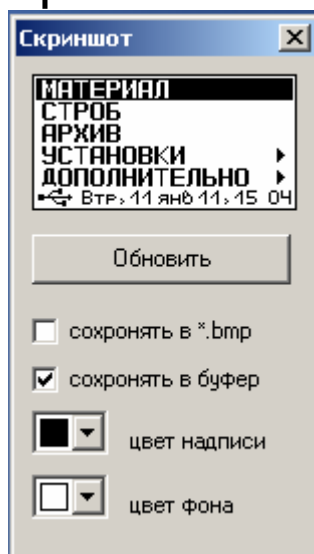 Скриншот
МАТЕРИАЛ
СТРОБ
АРХИВ
УСТАНОВКИ
ДОПОЛНИТЕЛЬНО
Втр, 11 янв 11, 15 04
Обновить
сохронять в *.bmp
сохронять в буфер
цвет надписи
цвет фона